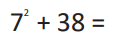 7² + 38 =